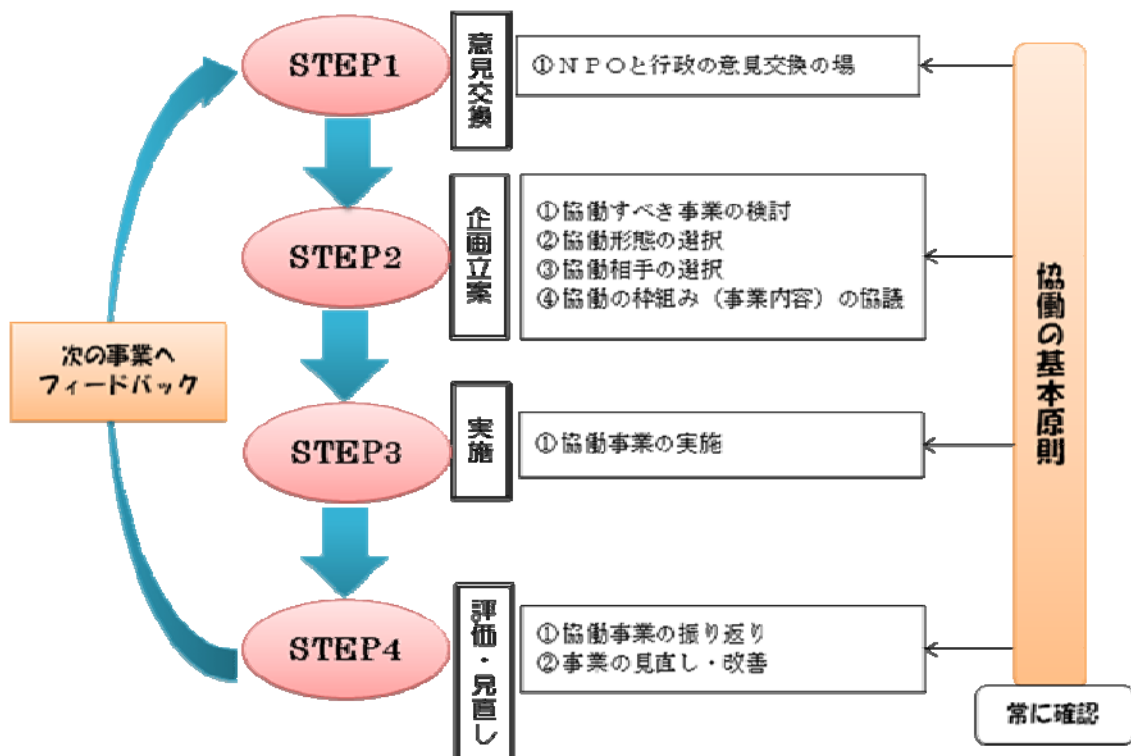 STEP1
意見交換
①ＮＰＯと行政の意見交換の場
STEP2
企画立案
①協働すべき事業の検討
②協働形態の選択
③協働相手の選択
④協働の枠組み（事業内容）の協議
STEP3
実施
①協働事業の実施
STEP4
評価・見直し
①協働事業の振り返り
②事業の見直し・改善
次の事業へ
フィードバック
協働の基本原則
常に確認